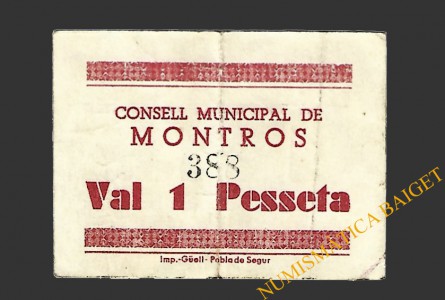 CONSELL MUNICIPAL DE
MONTROS
388
Val 1 Pesseta
Imp.-Güell-Pobla de Segur
NUMISMATICA BAIGET